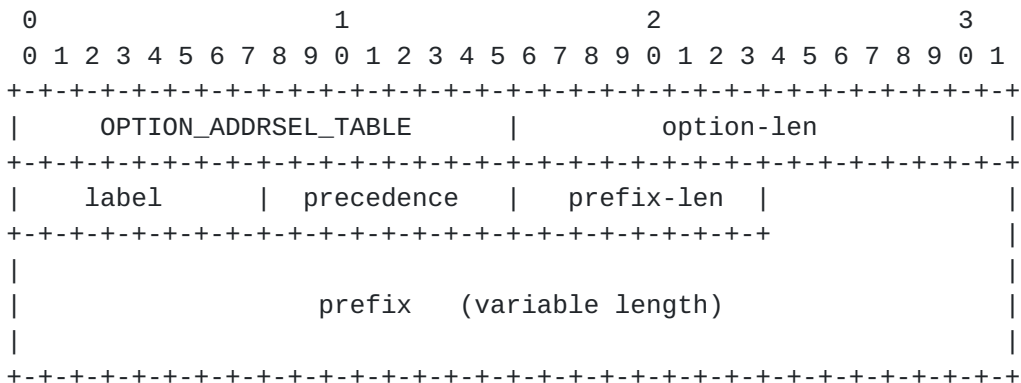 0                   1                   2                   3
 0 1 2 3 4 5 6 7 8 9 0 1 2 3 4 5 6 7 8 9 0 1 2 3 4 5 6 7 8 9 0 1
+-+-+-+-+-+-+-+-+-+-+-+-+-+-+-+-+-+-+-+-+-+-+-+-+-+-+-+-+-+-+-+-+
|     OPTION_ADDRSEL_TABLE      |         option-len            |
+-+-+-+-+-+-+-+-+-+-+-+-+-+-+-+-+-+-+-+-+-+-+-+-+-+-+-+-+-+-+-+-+
|    label      |  precedence   |   prefix-len  |               |
+-+-+-+-+-+-+-+-+-+-+-+-+-+-+-+-+-+-+-+-+-+-+-+-+               |
|                                                               |
|                   prefix   (variable length)                  |
|                                                               |
+-+-+-+-+-+-+-+-+-+-+-+-+-+-+-+-+-+-+-+-+-+-+-+-+-+-+-+-+-+-+-+-+